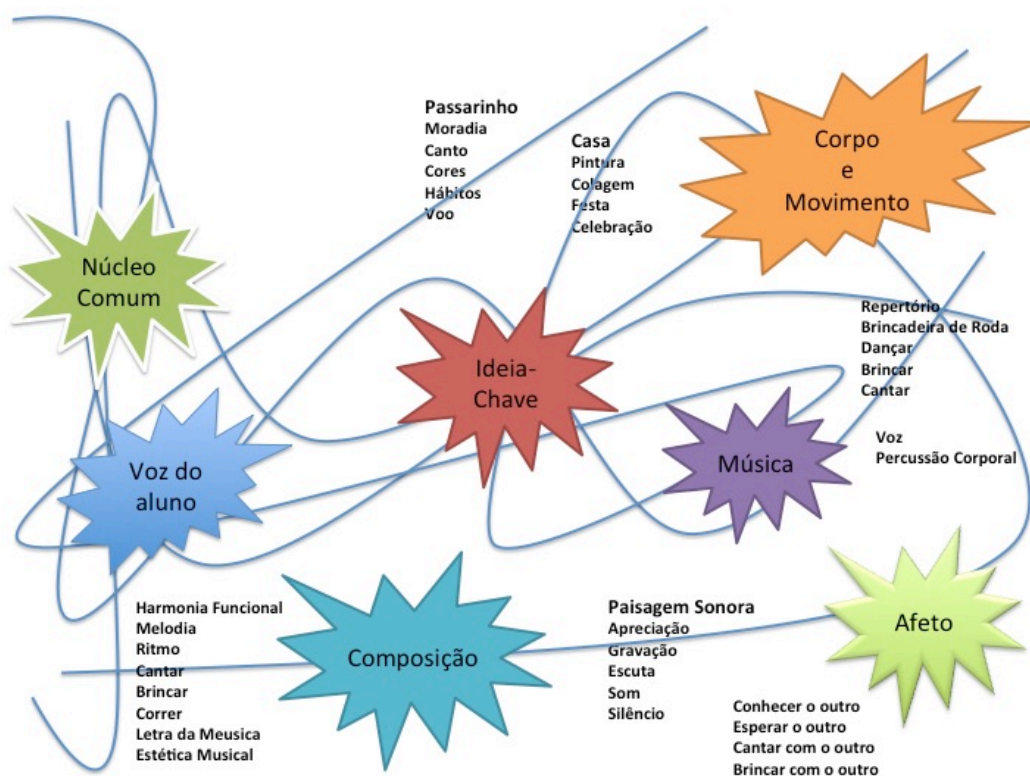 Passarinho
Moradia
Canto
Cores
Hábitos
Voo
Casa
Pintura
Colagem
Festa
Celebração
Corpo
e
Movimento
Núcleo
Comum
Ideia-
Chave
Repertório
Brincadeira de Roda
Dançar
Brincar
Cantar
Voz
Percussão Corporal
Voz do
aluno
Música
Harmonia Funcional
Melodia
Ritmo
Cantar
Brincar
Correr
Letra da Meusica
Estética Musical
Composição
Paisagem Sonora
Apreciação
Gravação
Escuta
Som
Silêncio
Afeto
Conhecer o outro
Esperar o outro
Cantar com o outro
Brincar com o outro